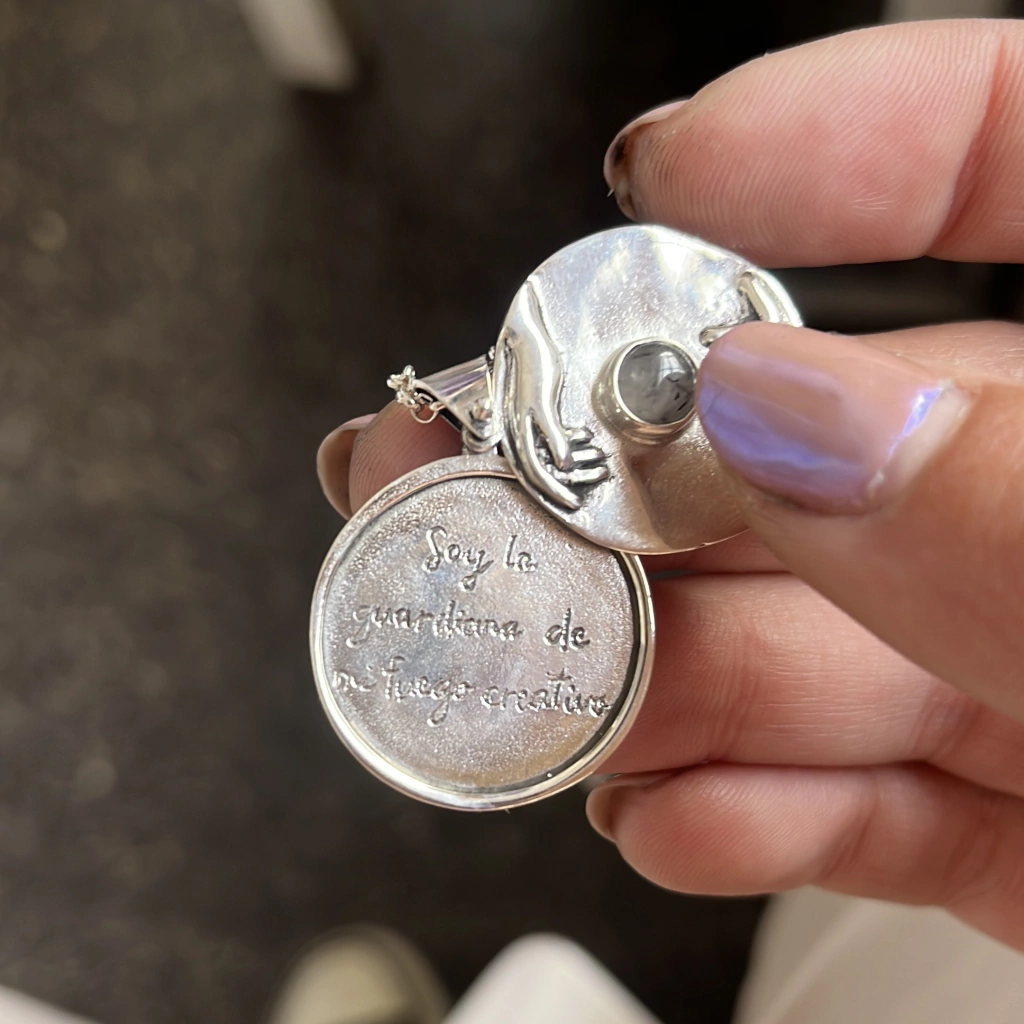 Soy la
guardiana de
mi fuego creativo